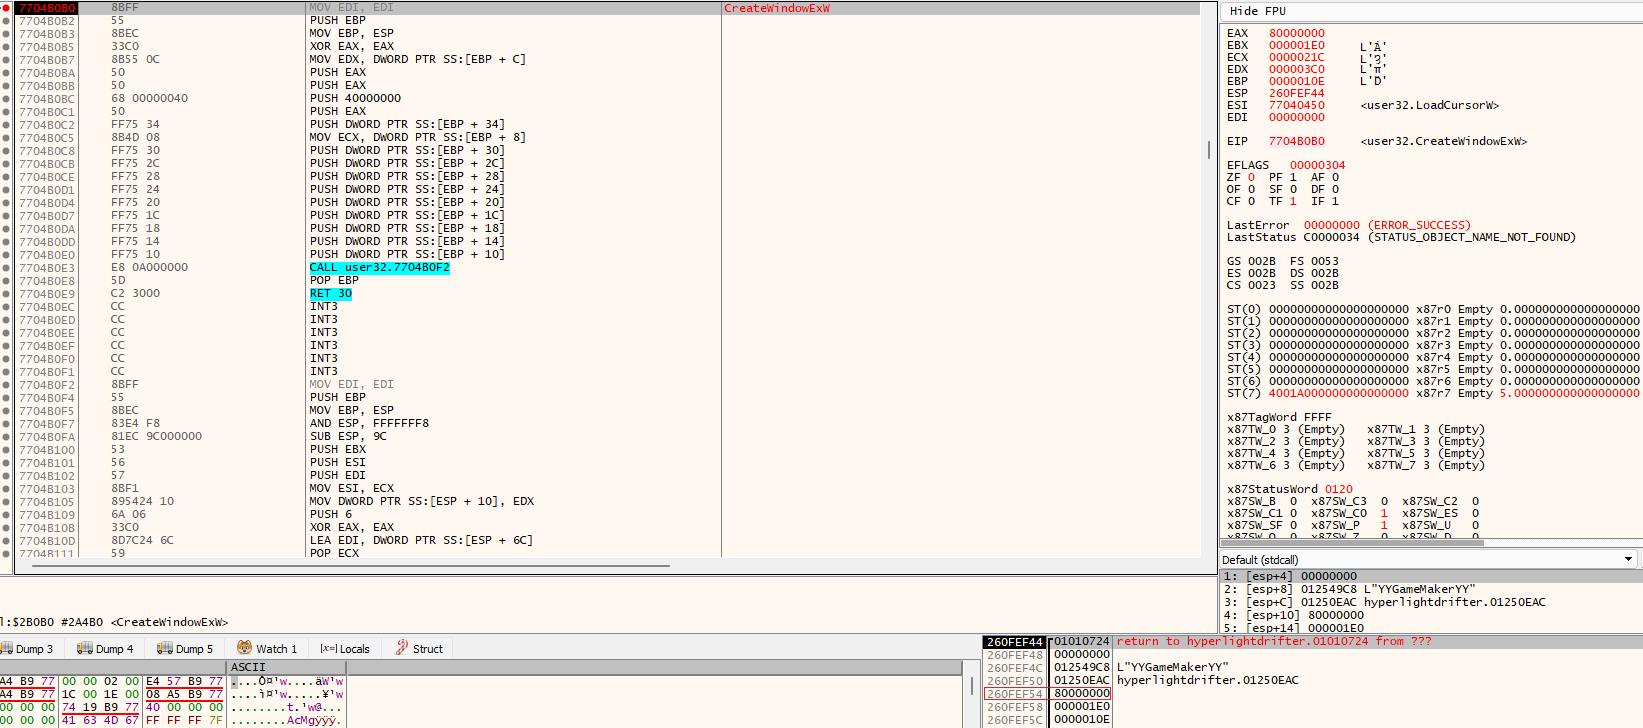 7704B0B0 8BFF MOV EDI, EDI CreateWindowExW
7704B0B2 55 PUSH EBP
7704B0B3 8BEC MOV EBP, ESP
7704B0B5 33C0 XOR EAX, EAX
7704B0B7 8B55 0C MOV EDX, DWORD PTR SS:[EBP + C]
7704B0BA 50 PUSH EAX
7704B0BB 50 PUSH EAX
7704B0BC 68 00000040 PUSH 40000000
7704B0C1 50 PUSH EAX
7704B0C2 FF75 34 PUSH DWORD PTR SS:[EBP + 34]
7704B0C5 8B4D 08 MOV ECX, DWORD PTR SS:[EBP + 8]
7704B0C8 FF75 30 PUSH DWORD PTR SS:[EBP + 30]
7704B0CB FF75 2C PUSH DWORD PTR SS:[EBP + 2C]
7704B0CE FF75 28 PUSH DWORD PTR SS:[EBP + 28]
7704B0D1 FF75 24 PUSH DWORD PTR SS:[EBP + 24]
7704B0D4 FF75 20 PUSH DWORD PTR SS:[EBP + 20]
7704B0D7 FF75 1C PUSH DWORD PTR SS:[EBP + 1C]
7704B0DA FF75 18 PUSH DWORD PTR SS:[EBP + 18]
7704B0DD FF75 14 PUSH DWORD PTR SS:[EBP + 14]
7704B0E0 FF75 10 PUSH DWORD PTR SS:[EBP + 10]
7704B0E3 E8 0A000000 CALL user32.7704B0F2
7704B0E8 5D POP EBP
7704B0E9 C2 3000 RET 30
7704B0EC CC INT3
7704B0ED CC INT3
7704B0EE CC INT3
7704B0EF CC INT3
7704B0F0 CC INT3
7704B0F1 CC INT3
7704B0F2 8BFF MOV EDI, EDI
7704B0F4 55 PUSH EBP
7704B0F5 8BEC MOV EBP, ESP
7704B0F7 83E4 F8 AND ESP, FFFFFFF8
7704B0FA 81EC 9C000000 SUB ESP, 9C
7704B100 53 PUSH EBX
7704B101 56 PUSH ESI
7704B102 57 PUSH EDI
7704B103 8BF1 MOV ESI, ECX
7704B105 895424 10 MOV DWORD PTR SS:[ESP + 10], EDX
7704B109 6A 06 PUSH 6
7704B10B 33C0 XOR EAX, EAX
7704B10D 8D7C24 6C LEA EDI, DWORD PTR SS:[ESP + 6C]
7704B111 59 POP ECX
Hide FPU
EAX 80000000
EBX 000001E0 L'Ǡ'
ECX 0000021C L'Ȝ'
EDX 000003C0 L'π'
EBP 0000010E L'Ď'
ESP 260FEF44
ESI 77040450 <user32.LoadCursorW>
EDI 00000000
EIP 7704B0B0 <user32.CreateWindowExW>
EFLAGS 00000304
ZF 0 PF 1 AF 0
OF 0 SF 0 DF 0
CF 0 TF 1 IF 1
LastError 00000000 (ERROR_SUCCESS)
LastStatus C0000034 (STATUS_OBJECT_NAME_NOT_FOUND)
GS 002B FS 0053
ES 002B DS 002B
CS 0023 SS 002B
ST(0) 00000000000000000000 x87r0 Empty 0.000000000000000000
ST(1) 00000000000000000000 x87r1 Empty 0.000000000000000000
ST(2) 00000000000000000000 x87r2 Empty 0.000000000000000000
ST(3) 00000000000000000000 x87r3 Empty 0.000000000000000000
ST(4) 00000000000000000000 x87r4 Empty 0.000000000000000000
ST(5) 00000000000000000000 x87r5 Empty 0.000000000000000000
ST(6) 00000000000000000000 x87r6 Empty 0.000000000000000000
ST(7) 4001A000000000000000 x87r7 Empty 5.000000000000000000
x87TagWord FFFF
x87TW_0 3 (Empty) x87TW_1 3 (Empty)
x87TW_2 3 (Empty) x87TW_3 3 (Empty)
x87TW_4 3 (Empty) x87TW_5 3 (Empty)
x87TW_6 3 (Empty) x87TW_7 3 (Empty)
x87StatusWord 0120
x87SW_B 0 x87SW_C3 0 x87SW_C2 0
x87SW_C1 0 x87SW_C0 1 x87SW_ES 0
x87SW_SF 0 x87SW_P 1 x87SW_U 0
x87SW_O 0 x87SW_Z 0 x87SW_D 0
Default (stdcall)
1: [esp+4] 00000000
2: [esp+8] 012549C8 L"YYGameMakerYY"
3: [esp+C] 01250EAC hyperlightdrifter.01250EAC
4: [esp+10] 80000000
5: [esp+14] 000001E0
l:$2B0B0 #2A4B0 <CreateWindowExW>
Dump 3 Dump 4 Dump 5 Watch 1 [x=] Locals Struct
ASCII
A4 B9 77 00 00 02 00 E4 57 B9 77 ....Ô¤¹w....äW¹w
A4 B9 77 1C 00 1E 00 08 A5 B9 77 ....ì¤¹w.....¥¹w
00 00 00 74 19 B9 77 40 00 00 00 ........t.¹w@...
00 00 00 41 63 4D 67 FF FF FF 7F ........AcMgÿÿÿ.
260FEF44 01010724 return to hyperlightdrifter.01010724 from ???
260FEF48 00000000
260FEF4C 012549C8 L"YYGameMakerYY"
260FEF50 01250EAC hyperlightdrifter.01250EAC
260FEF54 80000000
260FEF58 000001E0
260FEF5C 0000010E